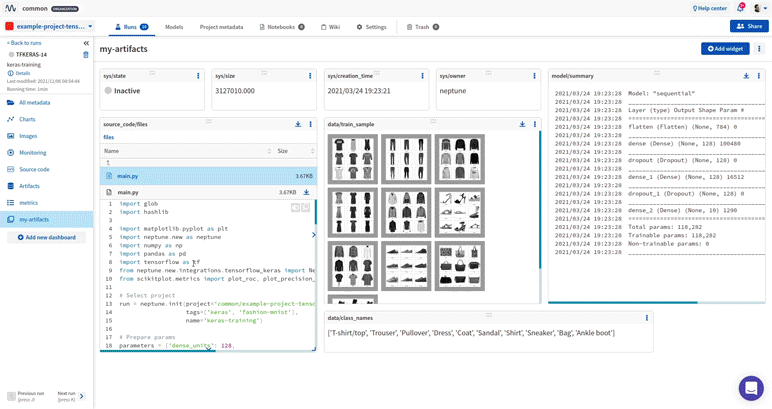 common ORGANIZATION
Help center
example-project-tens...
Runs
Models
Project metadata
Notebooks 0
Wiki
Settings
Trash 0
Share
< Back to runs
TFKERAS-14
keras-training
Details
Last modified: 2021/11/06 04:54:44
Running time: 1min
All metadata
Charts
Images
Monitoring
Source code
Artifacts
metrics
my-artifacts
Add new dashboard
Previous run
(press J)
Next run
(press K)
my-artifacts
Add widget
sys/state
Inactive
sys/size
3127010.000
sys/creation_time
2021/03/24 19:23:21
sys/owner
neptune
model/summary
2021/03/24 19:23:28 Model: "sequential"
2021/03/24 19:23:28
2021/03/24 19:23:28 Layer (type) Output Shape Param #
2021/03/24 19:23:28 ====================
2021/03/24 19:23:28 flatten (Flatten) (None, 784) 0
2021/03/24 19:23:28
2021/03/24 19:23:28 dense (Dense) (None, 128) 100480
2021/03/24 19:23:28
2021/03/24 19:23:28 dropout (Dropout) (None, 128) 0
2021/03/24 19:23:28
2021/03/24 19:23:28 dense_1 (Dense) (None, 128) 16512
2021/03/24 19:23:28
2021/03/24 19:23:28 dropout_1 (Dropout) (None, 128) 0
2021/03/24 19:23:28
2021/03/24 19:23:28 dense_2 (Dense) (None, 10) 1290
2021/03/24 19:23:28 ====================
2021/03/24 19:23:28 Total params: 118,282
2021/03/24 19:23:28 Trainable params: 118,282
2021/03/24 19:23:28 Non-trainable params: 0
2021/03/24 19:23:28
source_code/files
files
Name
Size
main.py
3.67KB
main.py
3.67KB
1 import glob
2 import hashlib
3
4 import matplotlib.pyplot as plt
5 import neptune.new as neptune
6 import numpy as np
7 import pandas as pd
8 import tensorflow as tf
9 from neptune.new.integrations.tensorflow_keras import Ne
10 from scikitplot.metrics import plot_roc, plot_precision_
11
12 # Select project
13 run = neptune.init(project='common/example-project-tenso
14 tags=['keras', 'fashion-mnist'],
15 name='keras-training')
16
17 # Prepare params
18 parameters = {'dense_units': 128,
data/train_sample
data/class_names
['T-shirt/top', 'Trouser', 'Pullover', 'Dress', 'Coat', 'Sandal', 'Shirt', 'Sneaker', 'Bag', 'Ankle boot']